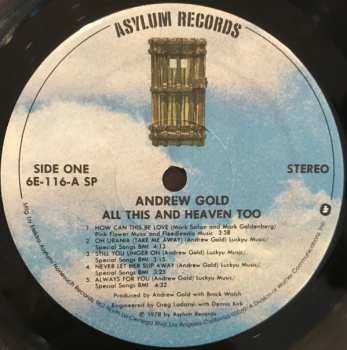 ASYLUM RECORDS
SIDE ONE
6E-116-A SP
STEREO
ANDREW GOLD
ALL THIS AND HEAVEN TOO
1 HOW CAN THIS BE LOVE (Mark Safan and Mark Goldenberg)
Pink Flower Music and Fleedleedle Music 3:58
2 OH URANIA (TAKE ME AWAY) (Andrew Gold) Luckyu Music/
Special Songs BMI 4:13
3 STILL YOU LINGER ON (Andrew Gold) Luckyu Music/
Special Songs BMI 3:15
4 NEVER LET HER SLIP AWAY (Andrew Gold) Luckyu Music/
Special Songs BMI 3:25
5 ALWAYS FOR YOU (Andrew Gold) Luckyu Music/
Special Songs BMI 4:32
Produced by Andrew Gold with Brock Walsh
Engineered by Greg Ladanyi with Dennis Kirk
℗ 1978 by Asylum Records